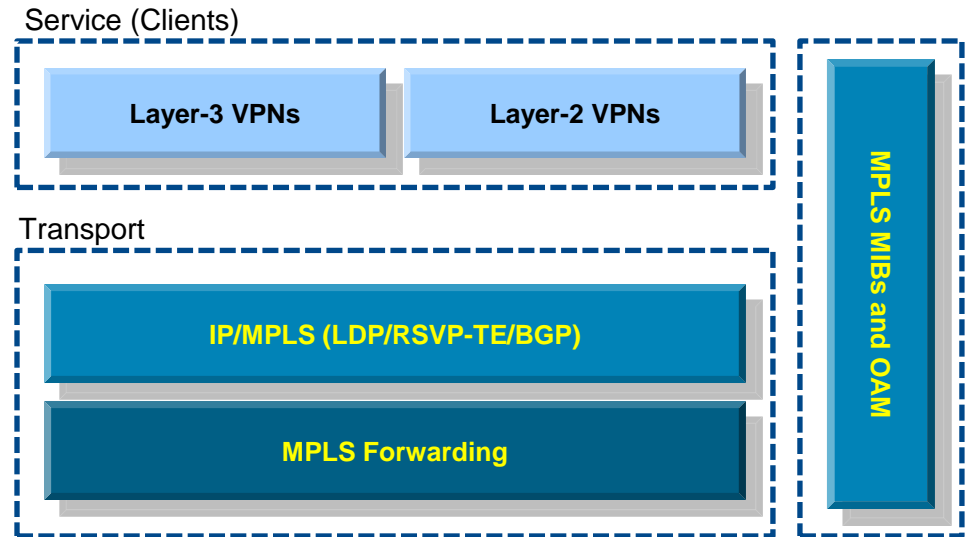 Service (Clients)
Layer-3 VPNs
Layer-2 VPNs
Transport
IP/MPLS (LDP/RSVP-TE/BGP)
MPLS Forwarding
MPLS MIBs and OAM